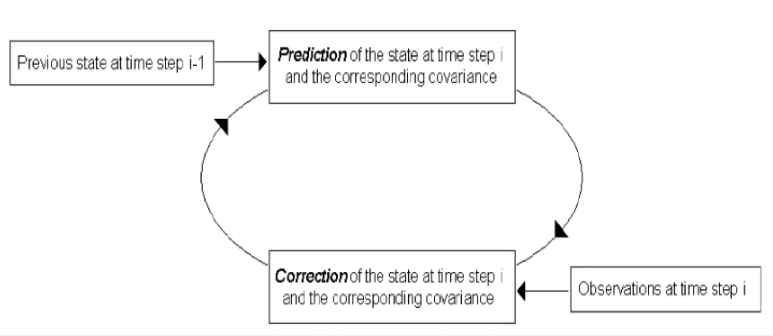 Previous state at time step i-1
Prediction of the state at time step i
and the corresponding covariance
Correction of the state at time step i
and the corresponding covariance
Observations at time step i